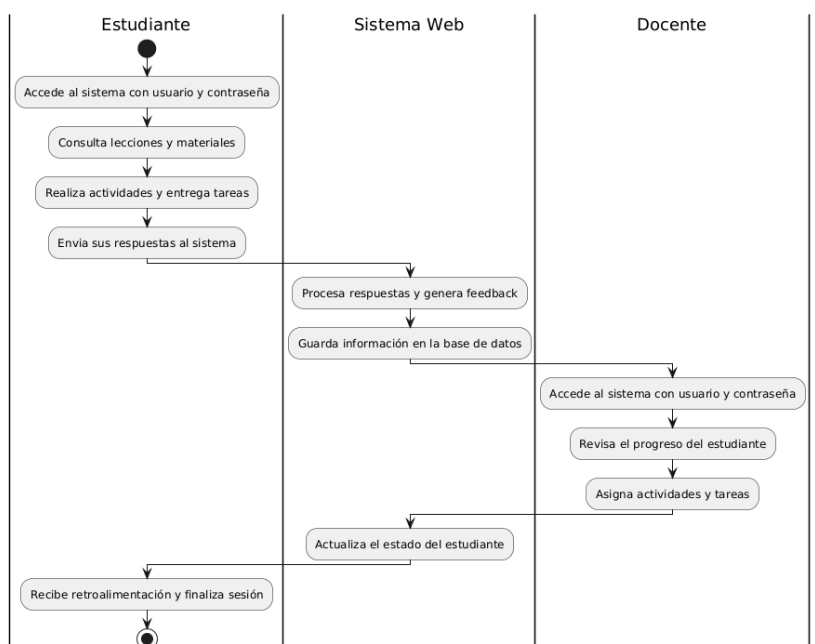 Estudiante
Sistema Web
Docente
Accede al sistema con usuario y contraseña
Consulta lecciones y materiales
Realiza actividades y entrega tareas
Envia sus respuestas al sistema
Procesa respuestas y genera feedback
Guarda información en la base de datos
Accede al sistema con usuario y contraseña
Revisa el progreso del estudiante
Asigna actividades y tareas
Actualiza el estado del estudiante
Recibe retroalimentación y finaliza sesión